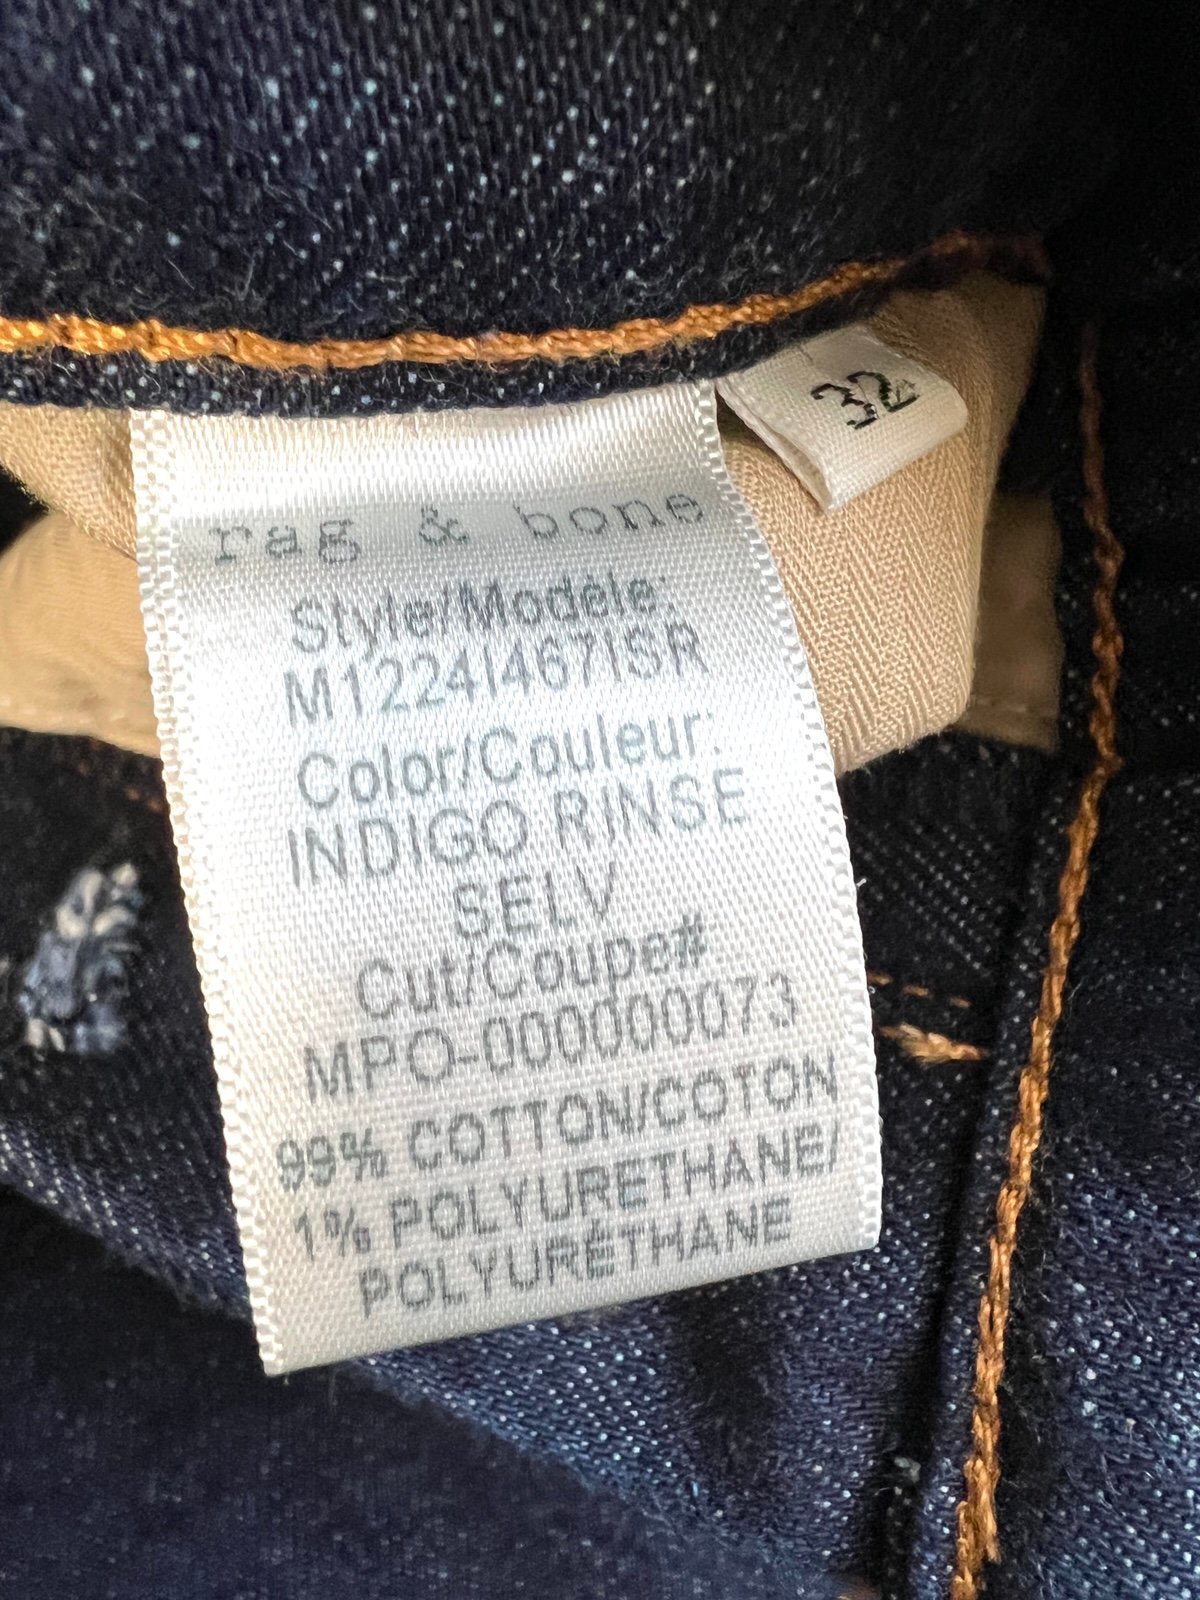 32
rag & bone
Style/Modèle:
M1224I467ISR
Color/Couleur:
INDIGO RINSE
SELV
Cut/Coupe#:
MPO-000000073
99% COTTON/COTON
1% POLYURETHANE/
POLYURÉTHANE